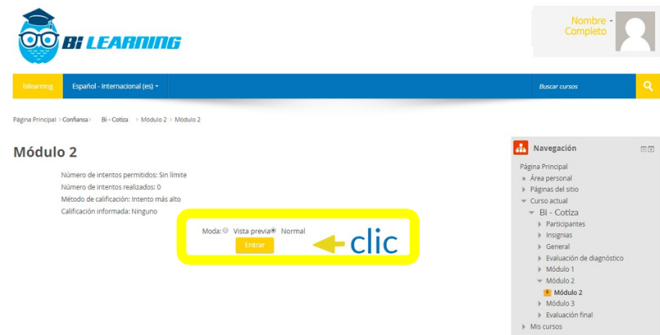 Nombre
Completo
Bi LEARNING
bilearning
Español - Internacional (es)
Buscar cursos
Página Principal > Confianza > Bi - Cotiza > Módulo 2 > Módulo 2
Módulo 2
Número de intentos permitidos: Sin límite
Número de intentos realizados: 0
Método de calificación: Intento más alto
Calificación informada: Ninguno
Moda: Vista previa Normal
Entrar
clic
Navegación
Página Principal
Área personal
Páginas del sitio
Curso actual
Bi - Cotiza
Participantes
Insignias
General
Evaluación de diagnóstico
Módulo 1
Módulo 2
Módulo 2
Módulo 3
Evaluación final
Mis cursos